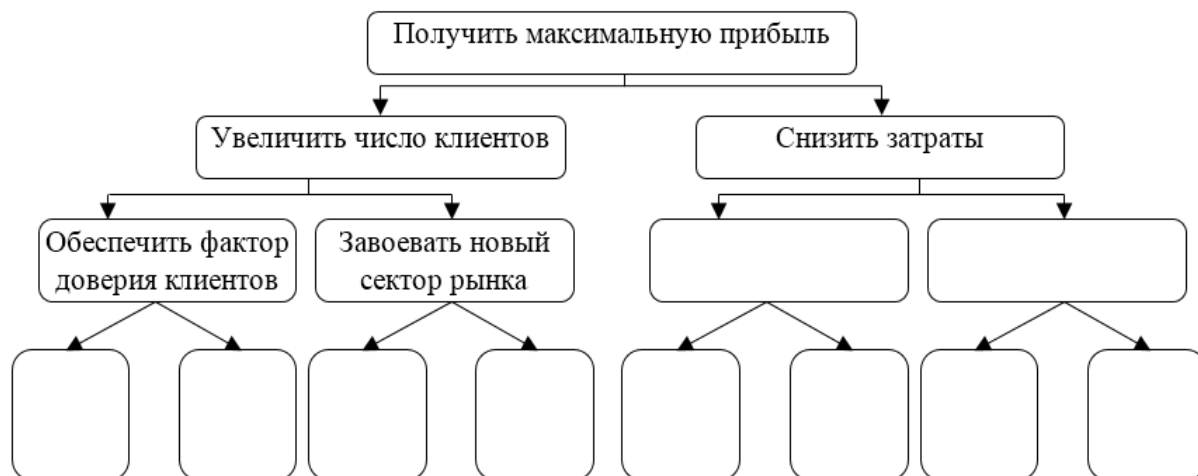 Получить максимальную прибыль
Увеличить число клиентов
Снизить затраты
Обеспечить фактор
доверия клиентов
Завоевать новый
сектор рынка